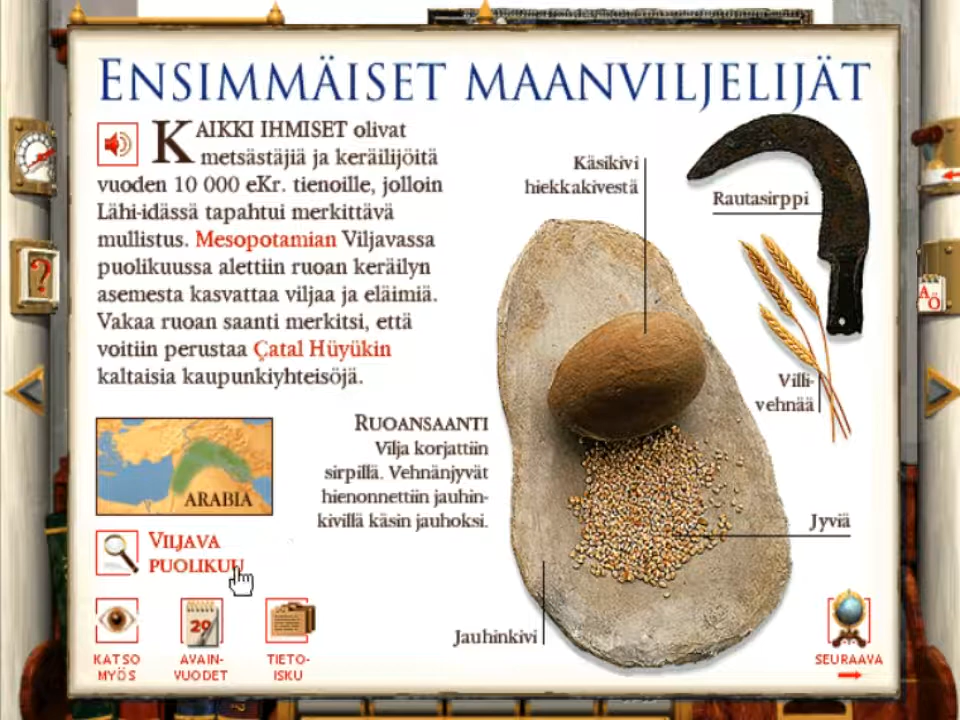 ENSIMMÄISET MAANVILJELIJÄT
KAIKKI IHMISET olivat
metsästäjiä ja keräilijöitä
vuoden 10 000 eKr. tienoille, jolloin
Lähi-idässä tapahtui merkittävä
mullistus. Mesopotamian Viljavassa
puolikuussa alettiin ruoan keräilyn
asemesta kasvattaa viljaa ja eläimiä.
Vakaa ruoan saanti merkitsi, että
voitiin perustaa Çatal Hüyükin
kaltaisia kaupunkiyhteisöjä.
Käsikivi
hiekkakivestä
Rautasirppi
Villi-
vehnää
RUOANSAANTI
Vilja korjattiin
sirpillä. Vehnänjyvät
hienonnettiin jauhin-
kivillä käsin jauhoksi.
ARABIA
Jyviä
VILJAVA
PUOLIKUU
Jauhinkivi
KATSO
MYÖS
20
AVAIN-
VUODET
TIETO-
ISKU
SEURAAVA
?
A
Ö